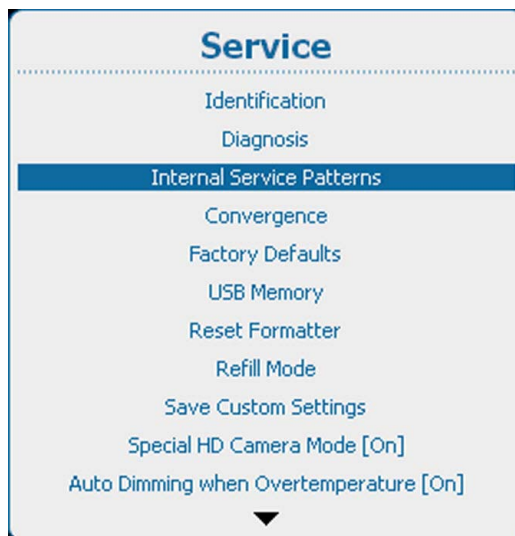 Service
Identification
Diagnosis
Internal Service Patterns
Convergence
Factory Defaults
USB Memory
Reset Formatter
Refill Mode
Save Custom Settings
Special HD Camera Mode [On]
Auto Dimming when Overtemperature [On]